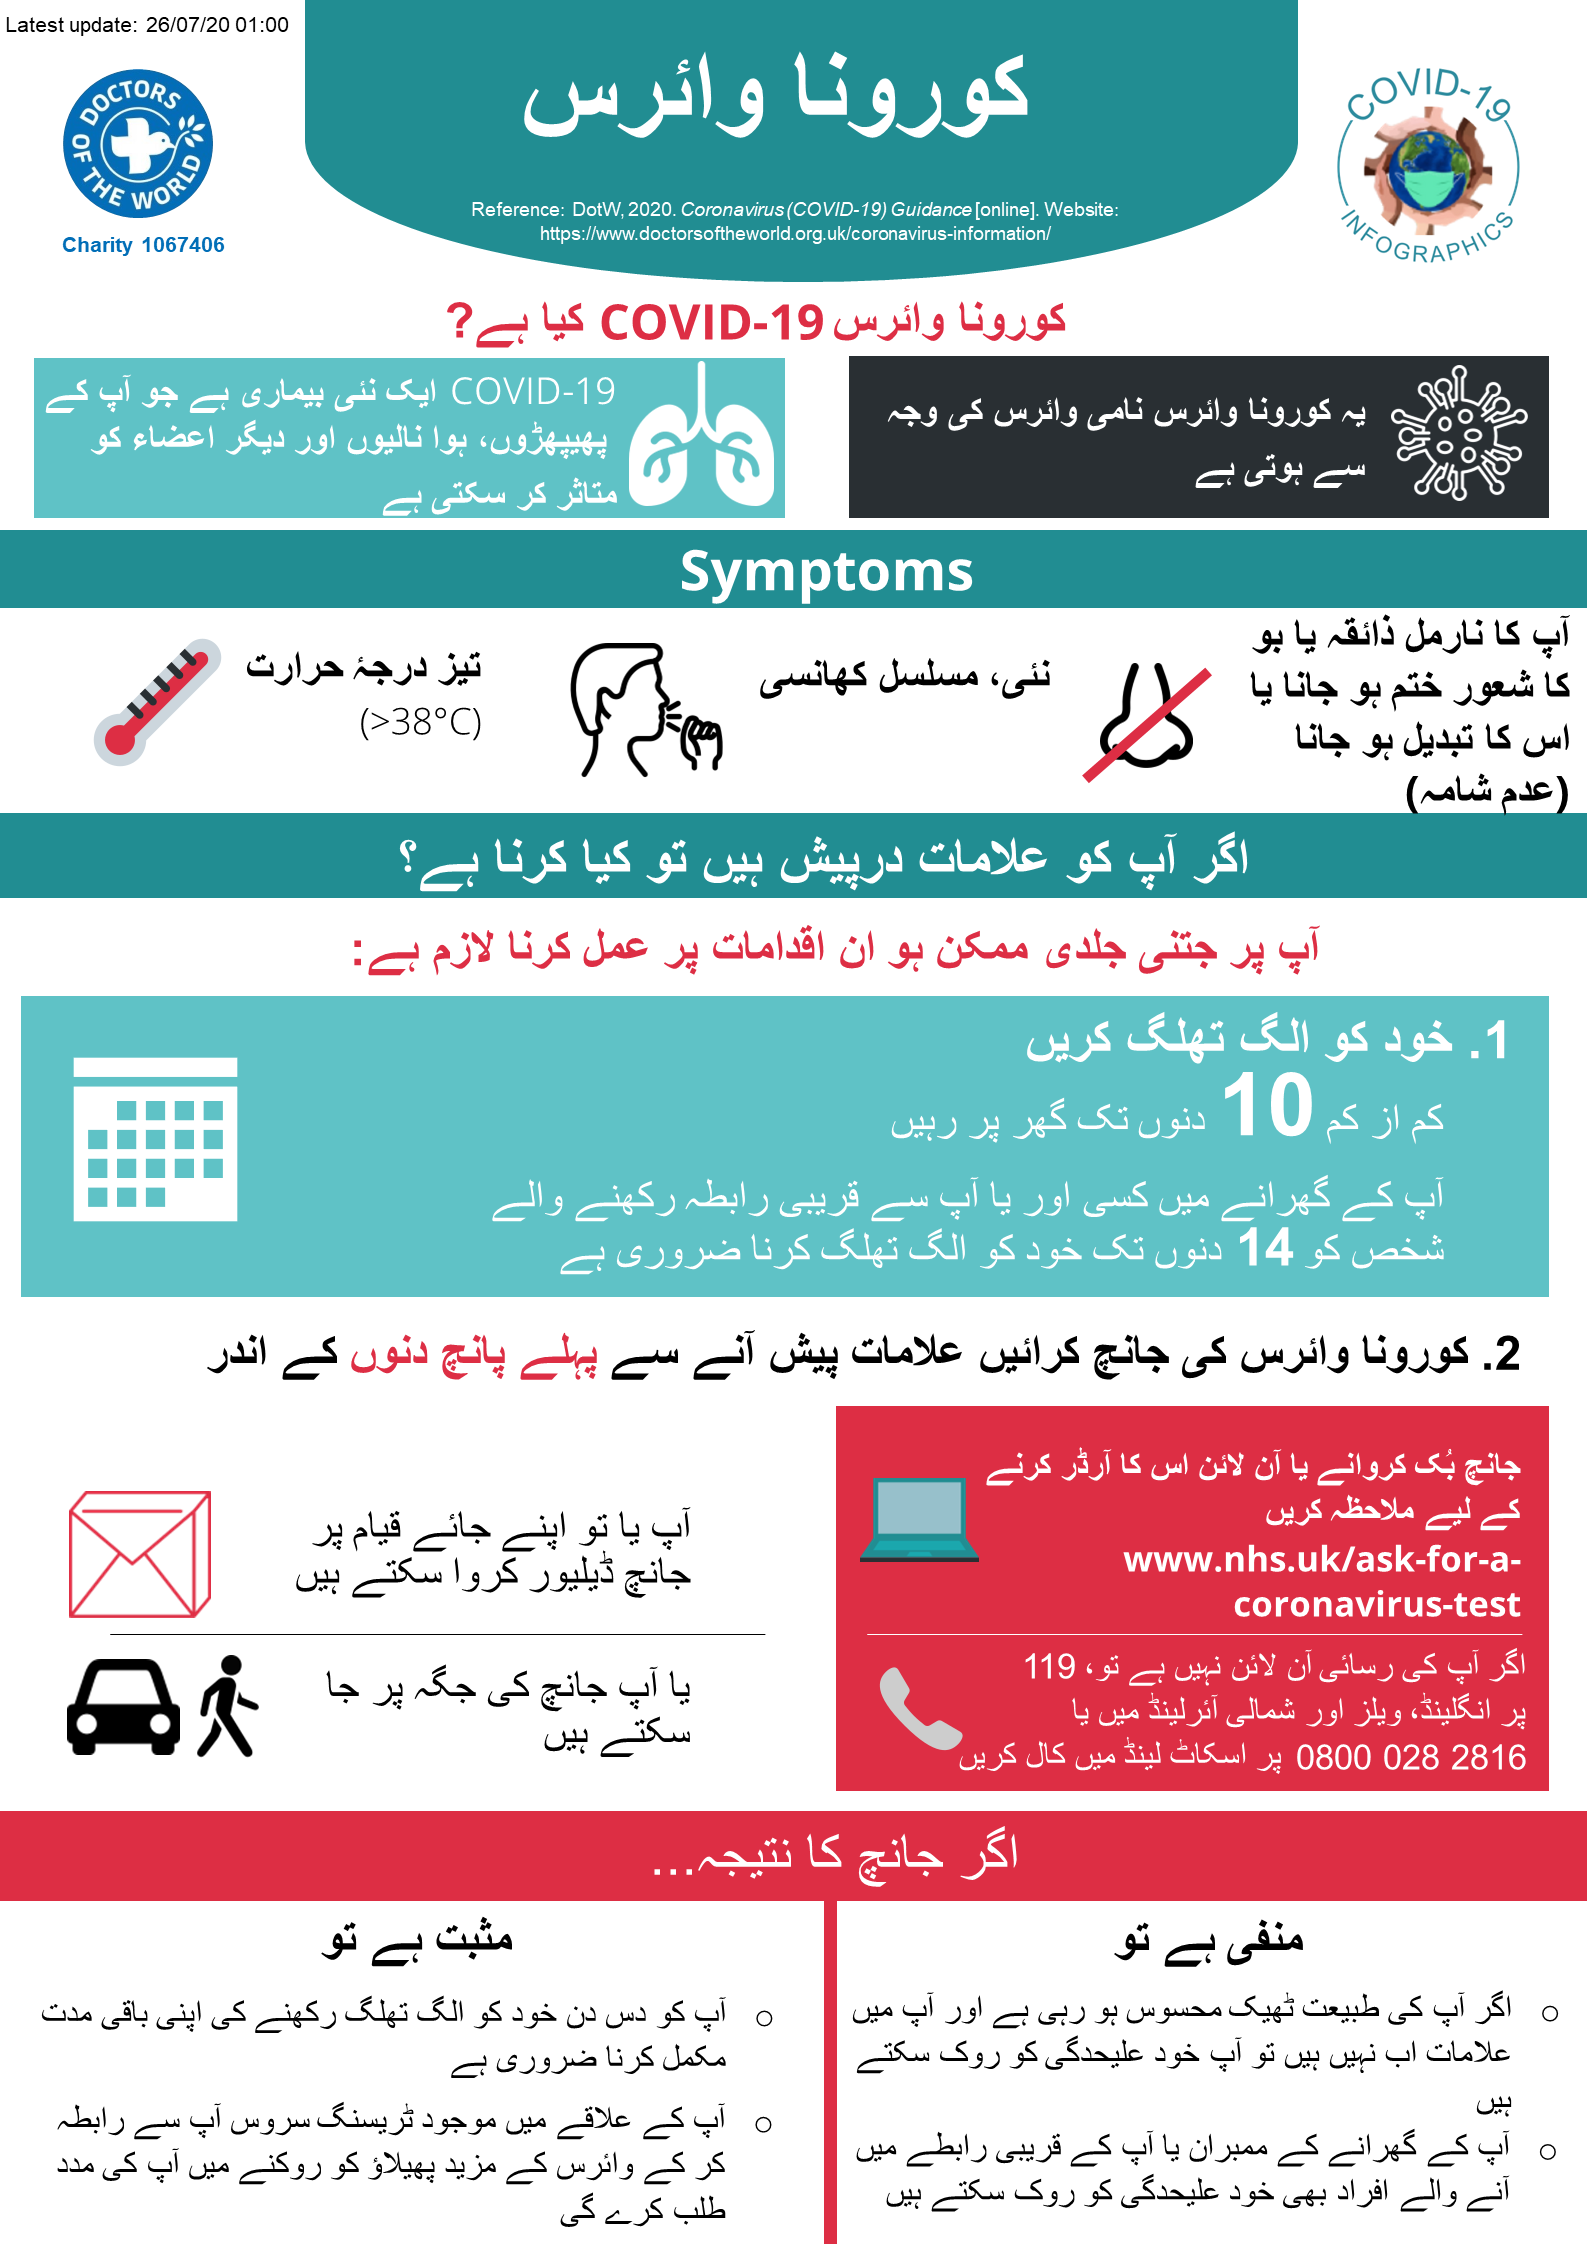 Latest update: 26/07/20 01:00
DOCTORS OF THE WORLD
Charity 1067406
کورونا وائرس
Reference: DotW, 2020. Coronavirus (COVID-19) Guidance [online]. Website:
https://www.doctorsoftheworld.org.uk/coronavirus-information/
COVID-19
INFOGRAPHICS
کورونا وائرس COVID-19 کیا ہے؟
یہ کورونا وائرس نامی وائرس کی وجہ
سے ہوتی ہے
COVID-19 ایک نئی بیماری ہے جو آپ کے
پھیپھڑوں، ہوا نالیوں اور دیگر اعضاء کو
متاثر کر سکتی ہے
Symptoms
آپ کا نارمل ذائقہ یا بو
کا شعور ختم ہو جانا یا
اس کا تبدیل ہو جانا
(عدم شامہ)
نئی، مسلسل کھانسی
تیز درجۂ حرارت
(>38°C)
اگر آپ کو علامات درپیش ہیں تو کیا کرنا ہے؟
آپ پر جتنی جلدی ممکن ہو ان اقدامات پر عمل کرنا لازم ہے:
1. خود کو الگ تھلگ کریں
کم از کم 10 دنوں تک گھر پر رہیں
آپ کے گھرانے میں کسی اور یا آپ سے قریبی رابطہ رکھنے والے
شخص کو 14 دنوں تک خود کو الگ تھلگ کرنا ضروری ہے
2. کورونا وائرس کی جانچ کرائیں علامات پیش آنے سے پہلے پانچ دنوں کے اندر
جانچ بُک کروانے یا آن لائن اس کا آرڈر کرنے
کے لیے ملاحظہ کریں
www.nhs.uk/ask-for-a-
coronavirus-test
اگر آپ کی رسائی آن لائن نہیں ہے تو، 119
پر انگلینڈ، ویلز اور شمالی آئرلینڈ میں یا
0800 028 2816 پر اسکاٹ لینڈ میں کال کریں
آپ یا تو اپنے جائے قیام پر
جانچ ڈیلیور کروا سکتے ہیں
یا آپ جانچ کی جگہ پر جا
سکتے ہیں
اگر جانچ کا نتیجہ...
منفی ہے تو
o اگر آپ کی طبیعت ٹھیک محسوس ہو رہی ہے اور آپ میں
علامات اب نہیں ہیں تو آپ خود علیحدگی کو روک سکتے
ہیں
o آپ کے گھرانے کے ممبران یا آپ کے قریبی رابطے میں
آنے والے افراد بھی خود علیحدگی کو روک سکتے ہیں
مثبت ہے تو
o آپ کو دس دن خود کو الگ تھلگ رکھنے کی اپنی باقی مدت
مکمل کرنا ضروری ہے
o آپ کے علاقے میں موجود ٹریسنگ سروس آپ سے رابطہ
کر کے وائرس کے مزید پھیلاؤ کو روکنے میں آپ کی مدد
طلب کرے گی